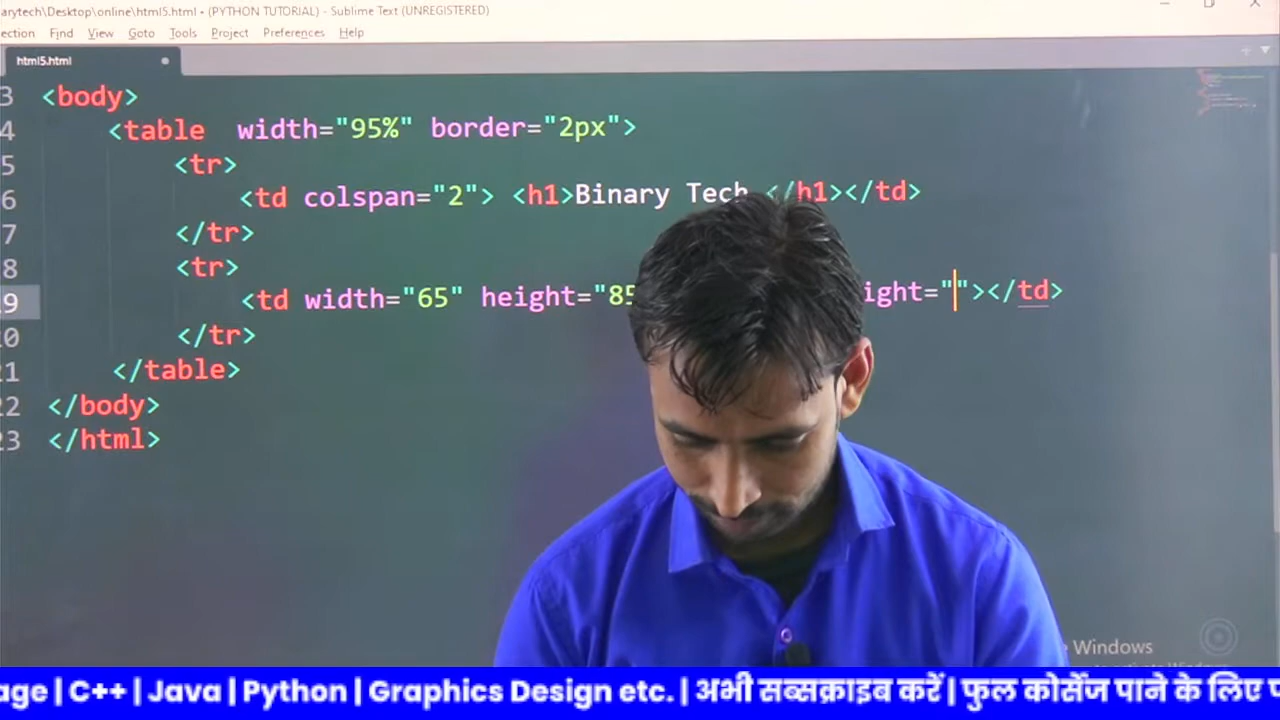 arytech\Desktop\online\html5.html • (PYTHON TUTORIAL) - Sublime Text (UNREGISTERED)
ection Find View Goto Tools Project Preferences Help
html5.html
3 <body>
4 <table width="95%" border="2px">
5 <tr>
6 <td colspan="2"> <h1>Binary Tech </h1></td>
7 </tr>
8 <tr>
9 <td width="65" height="85 ight=""></td>
0 </tr>
21 </table>
22 </body>
23 </html>
Windows
age | C++ | Java | Python | Graphics Design etc. | अभी सब्सक्राइब करें | फुल कोर्सेज पाने के लिए प